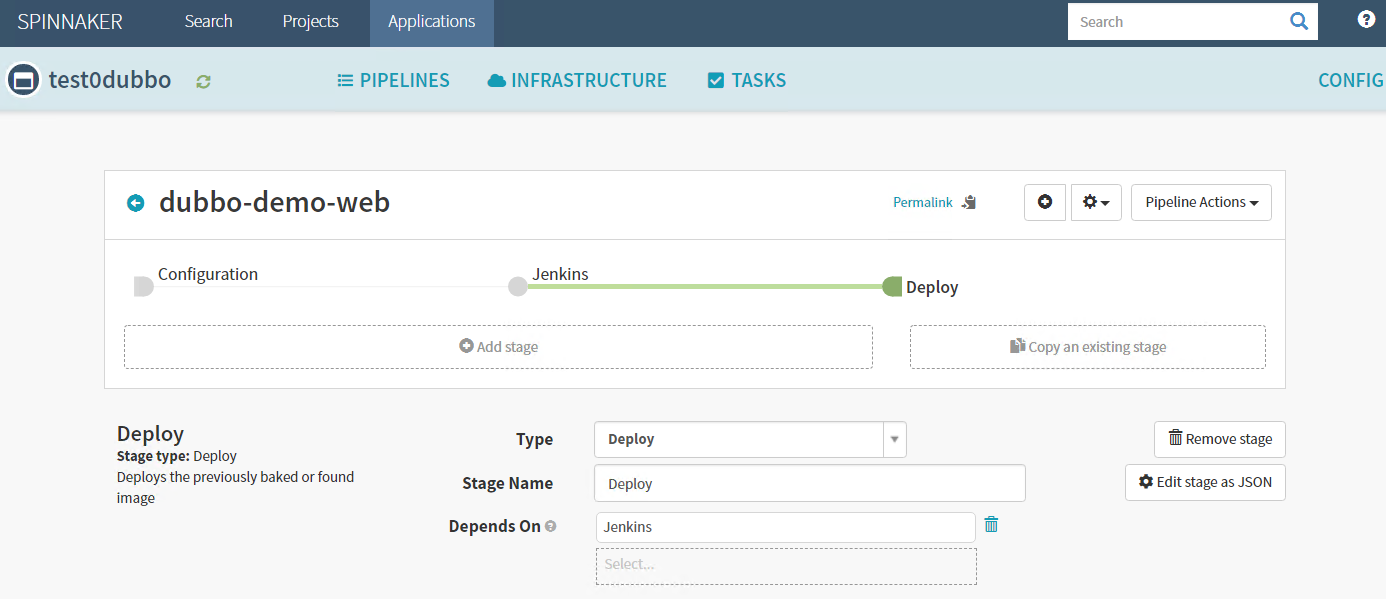 SPINNAKER Search Projects Applications Search
test0dubbo PIPELINES INFRASTRUCTURE TASKS CONFIG
dubbo-demo-web Permalink Pipeline Actions
Configuration Jenkins Deploy
Add stage Copy an existing stage
Deploy
Stage type: Deploy
Deploys the previously baked or found
image
Type Deploy
Stage Name Deploy
Depends On Jenkins
Select...
Remove stage
Edit stage as JSON